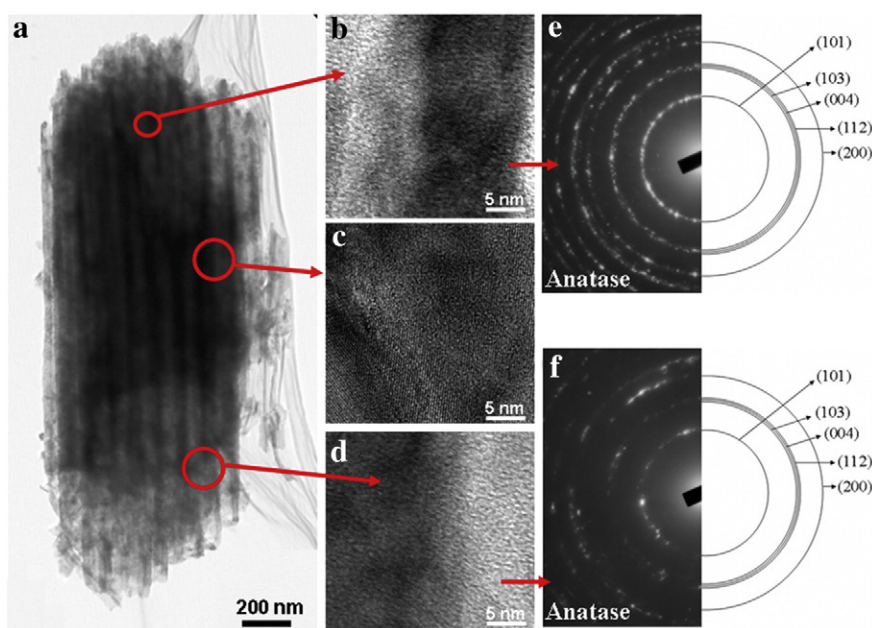 a
200 nm
b
5 nm
c
5 nm
d
5 nm
e
Anatase
(101)
(103)
(004)
(112)
(200)
f
Anatase
(101)
(103)
(004)
(112)
(200)